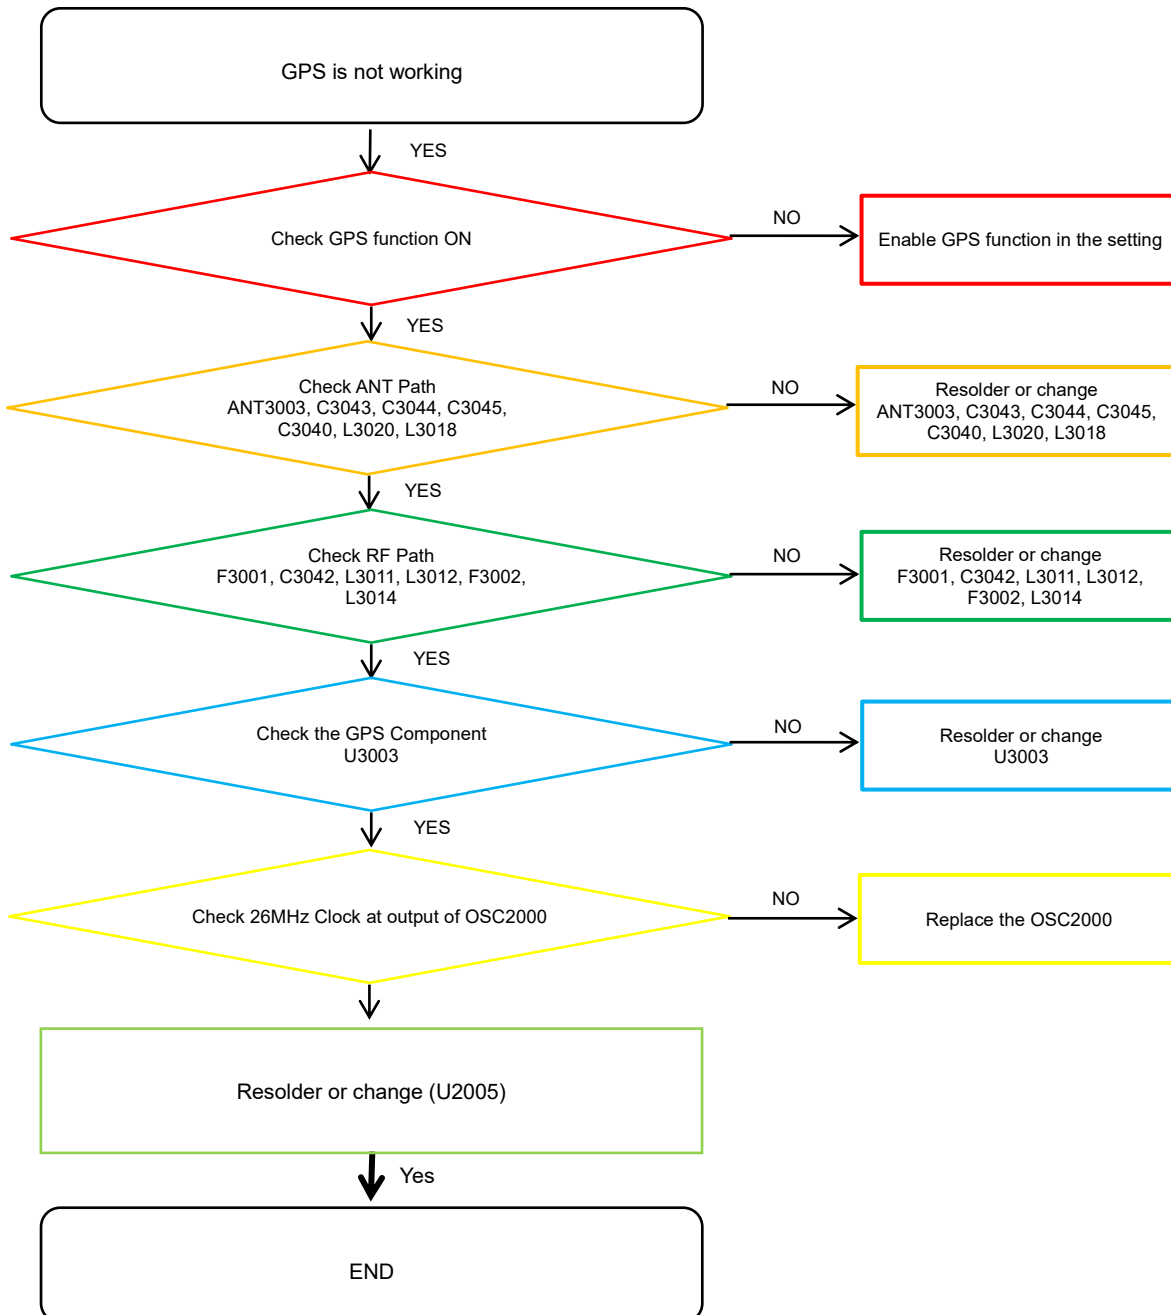 GPS is not working
YES
Check GPS function ON
NO
Enable GPS function in the setting
YES
Check ANT Path
ANT3003, C3043, C3044, C3045,
C3040, L3020, L3018
NO
Resolder or change
ANT3003, C3043, C3044, C3045,
C3040, L3020, L3018
YES
Check RF Path
F3001, C3042, L3011, L3012, F3002,
L3014
NO
Resolder or change
F3001, C3042, L3011, L3012,
F3002, L3014
YES
Check the GPS Component
U3003
NO
Resolder or change
U3003
YES
Check 26MHz Clock at output of OSC2000
NO
Replace the OSC2000
Resolder or change (U2005)
Yes
END